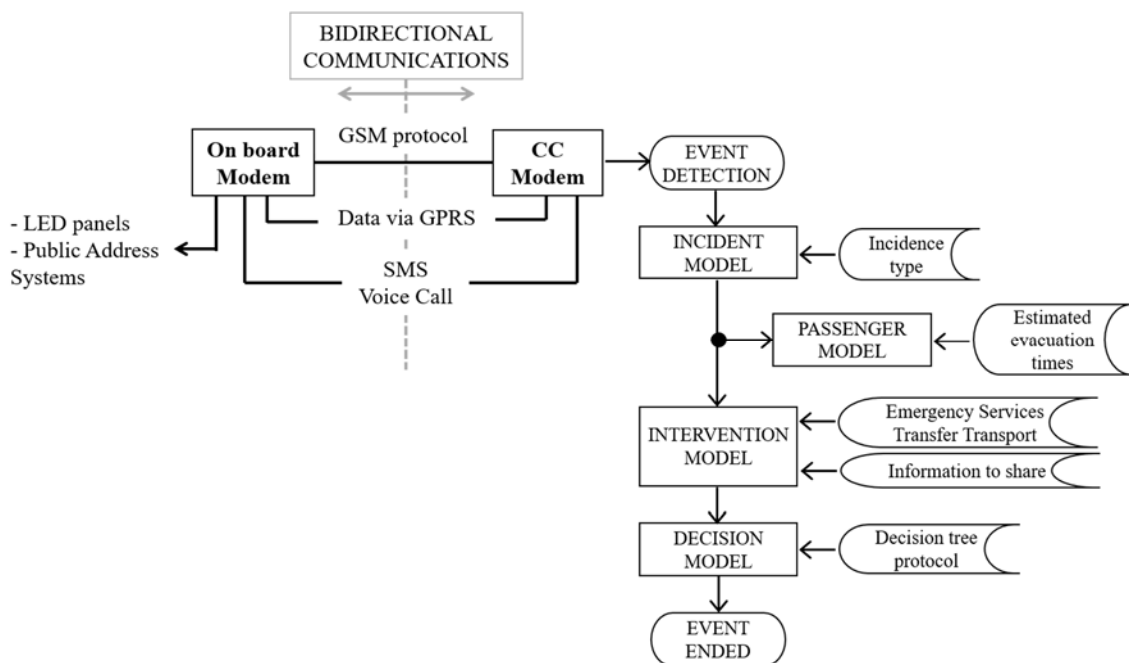 BIDIRECTIONAL
COMMUNICATIONS
GSM protocol
On board
Modem
CC
Modem
EVENT
DETECTION
- LED panels
- Public Address
Systems
Data via GPRS
SMS
Voice Call
INCIDENT
MODEL
Incidence
type
PASSENGER
MODEL
Estimated
evacuation
times
INTERVENTION
MODEL
Emergency Services
Transfer Transport
Information to share
DECISION
MODEL
Decision tree
protocol
EVENT
ENDED